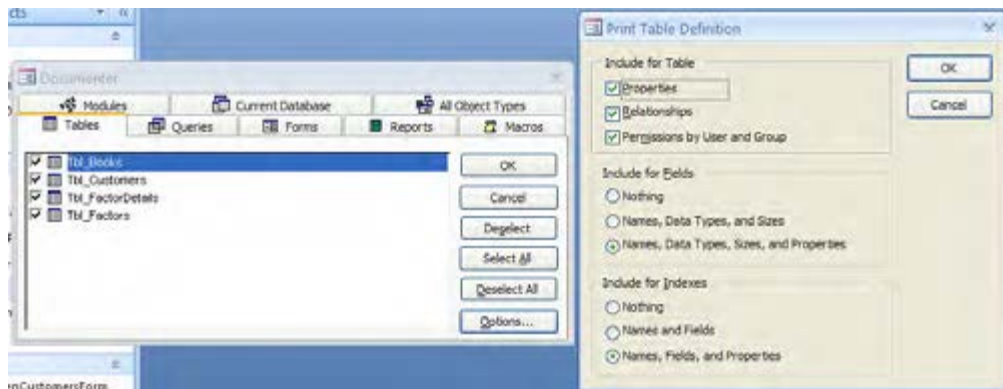 cts
Documenter
Modules
Current Database
All Object Types
Tables
Queries
Forms
Reports
Macros
Tbl_Books
Tbl_Customers
Tbl_FactorDetails
Tbl_Factors
OK
Cancel
Deselect
Select All
Deselect All
Options...
enCustomersForm
Print Table Definition
Include for Table
Properties
Relationships
Permissions by User and Group
OK
Cancel
Include for Fields
Nothing
Names, Data Types, and Sizes
Names, Data Types, Sizes, and Properties
Include for Indexes
Nothing
Names and Fields
Names, Fields, and Properties